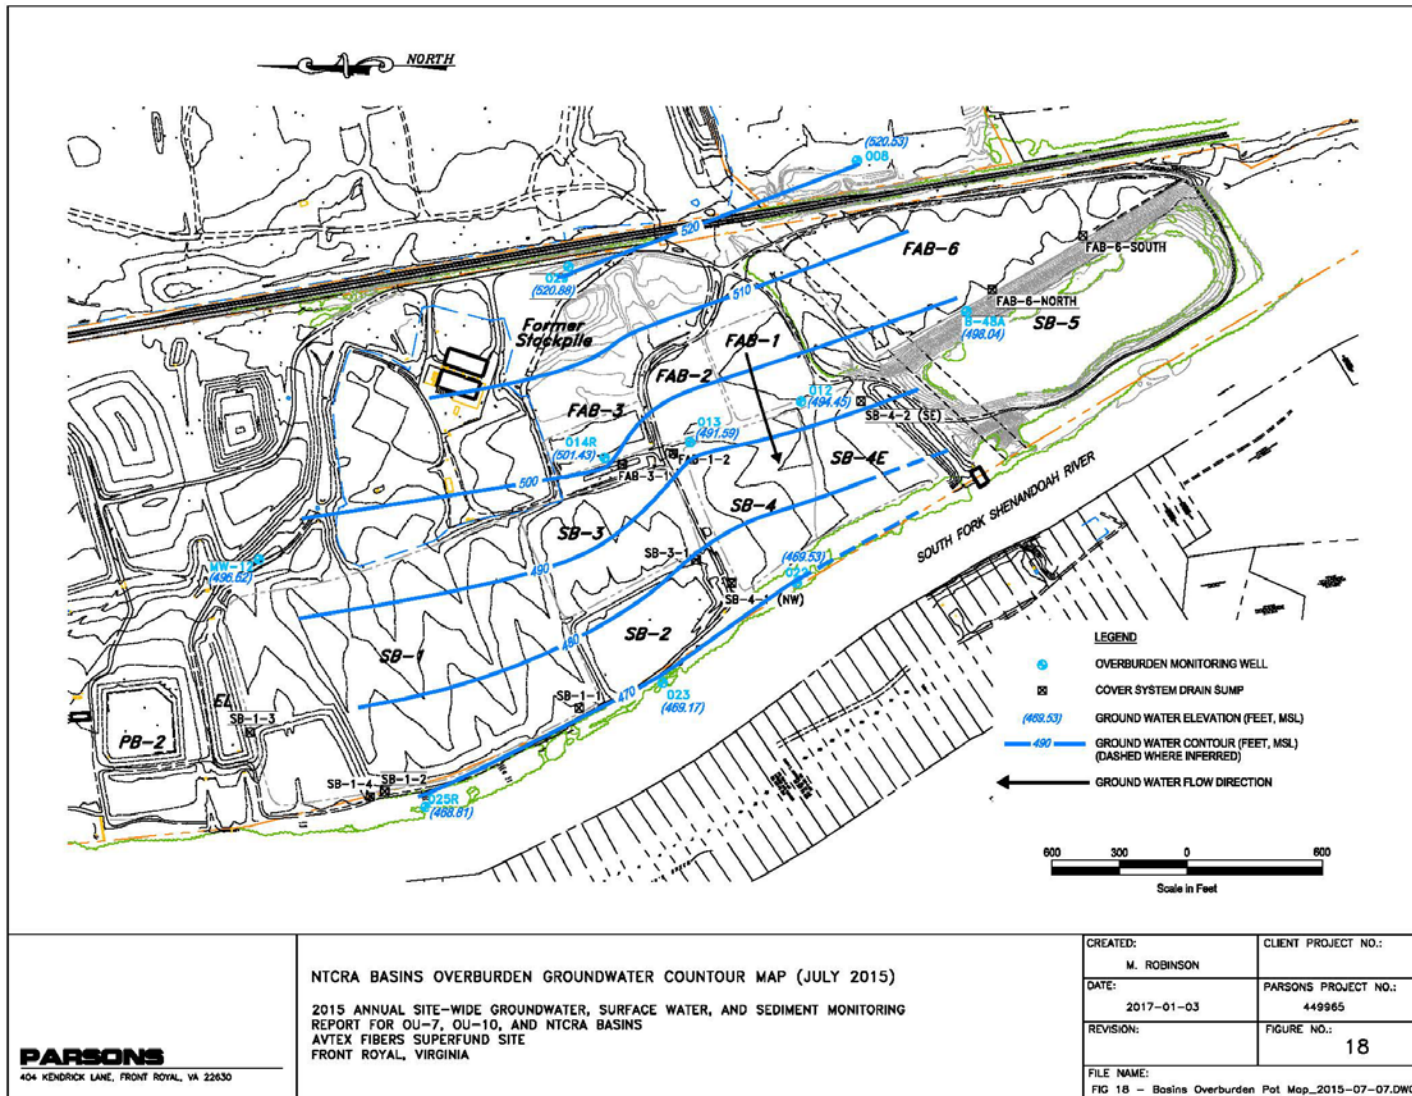 NORTH
(520.53)
008
520
FAB-6
FAB-6-SOUTH
029
(520.88)
510
FAB-6-NORTH
B-48A
(498.04)
SB-5
Former
Stockpile
FAB-1
FAB-2
FAB-3
012
(494.45)
SB-4-2 (SE)
013
(491.59)
014R
(501.43)
FAB-1-2
FAB-3-1
SB-4E
500
SB-4
SB-3
SOUTH FORK SHENANDOAH RIVER
MW-12
(496.62)
490
SB-3-1
(469.53)
022
SB-4-1 (NW)
480
SB-2
SB-1
470
023
(469.17)
SB-1-1
EL
SB-1-3
PB-2
SB-1-2
SB-1-4
025R
(468.81)
LEGEND
OVERBURDEN MONITORING WELL
COVER SYSTEM DRAIN SUMP
(469.53) GROUND WATER ELEVATION (FEET, MSL)
490 GROUND WATER CONTOUR (FEET, MSL)
(DASHED WHERE INFERRED)
GROUND WATER FLOW DIRECTION
600 300 0 600
Scale in Feet
PARSONS
404 KENDRICK LANE, FRONT ROYAL, VA 22630
NTCRA BASINS OVERBURDEN GROUNDWATER COUNTOUR MAP (JULY 2015)
2015 ANNUAL SITE-WIDE GROUNDWATER, SURFACE WATER, AND SEDIMENT MONITORING
REPORT FOR OU-7, OU-10, AND NTCRA BASINS
AVTEX FIBERS SUPERFUND SITE
FRONT ROYAL, VIRGINIA
CREATED:
M. ROBINSON
CLIENT PROJECT NO.:
DATE:
2017-01-03
PARSONS PROJECT NO.:
449965
REVISION:
FIGURE NO.:
18
FILE NAME:
FIG 18 - Basins Overburden Pot Map_2015-07-07.DWG